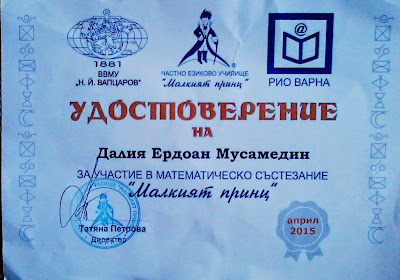 1881
ВВМУ
„Н. Й. ВАПЦАРОВ"
ЧАСТНО ЕЗИКОВО УЧИЛИЩЕ
"Малкият принц"
@
РИО ВАРНА
УДОСТОВЕРЕНИЕ
НА
Далия Ердоан Мусамедин
ЗА УЧАСТИЕ В МАТЕМАТИЧЕСКО СЪСТЕЗАНИЕ
"Малкият принц"
Татяна Петрова
Директор
април
2015